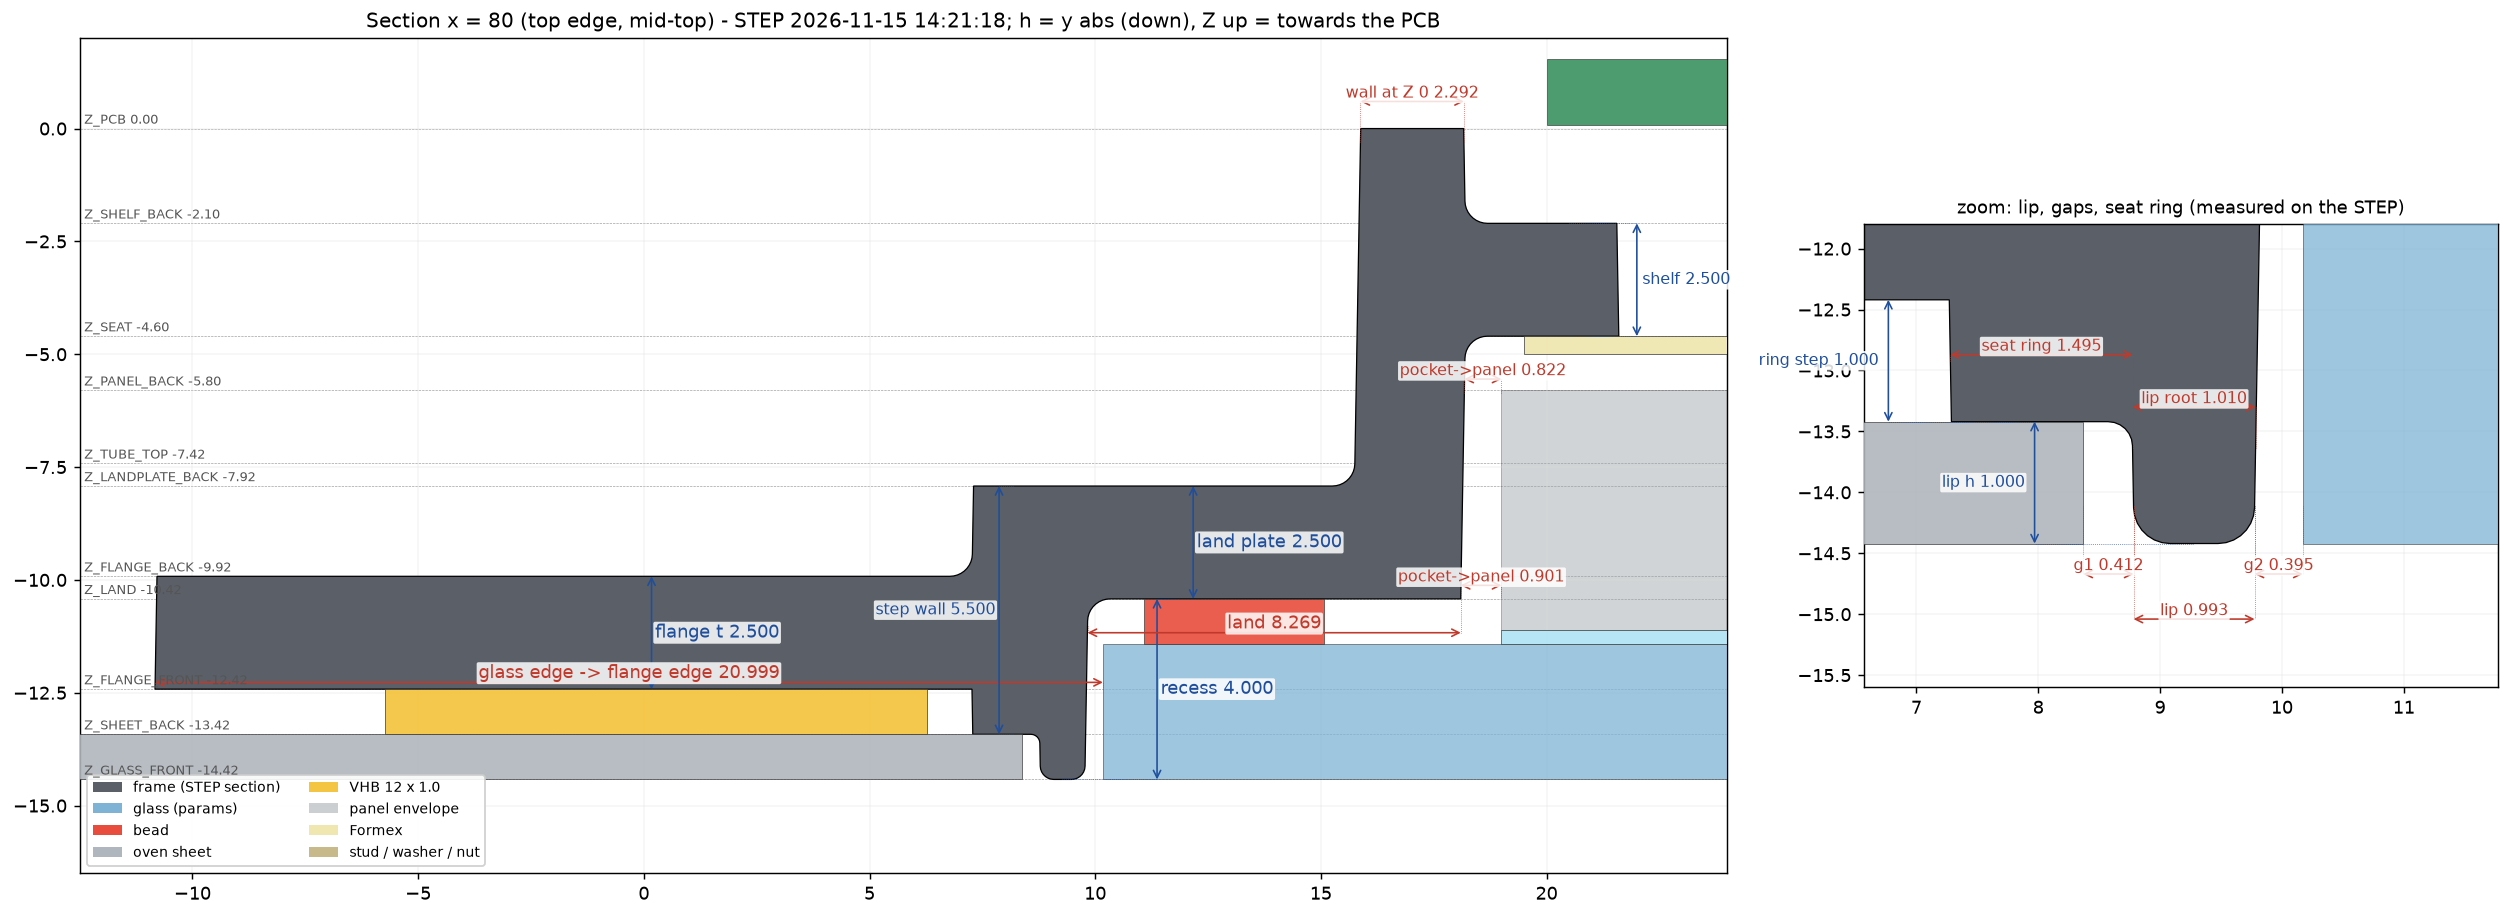 Section x = 80 (top edge, mid-top) - STEP 2026-11-15 14:21:18; h = y abs (down), Z up = towards the PCB
wall at Z 0 2.292
Z_PCB 0.00
0.0
Z_SHELF_BACK -2.10
−2.5
shelf 2.500
Z_SEAT -4.60
−5.0
pocket->panel 0.822
Z_PANEL_BACK -5.80
Z_TUBE_TOP -7.42
−7.5
Z_LANDPLATE_BACK -7.92
land plate 2.500
Z_FLANGE_BACK -9.92
−10.0
pocket->panel 0.901
Z_LAND -10.42
step wall 5.500
land 8.269
flange t 2.500
glass edge -> flange edge 20.999
Z_FLANGE_FRONT -12.42
−12.5
recess 4.000
Z_SHEET_BACK -13.42
Z_GLASS_FRONT -14.42
−15.0
frame (STEP section)
glass (params)
bead
oven sheet
VHB 12 x 1.0
panel envelope
Formex
stud / washer / nut
−10
−5
0
5
10
15
20
zoom: lip, gaps, seat ring (measured on the STEP)
−12.0
−12.5
seat ring 1.495
ring step 1.000
−13.0
lip root 1.010
−13.5
lip h 1.000
−14.0
−14.5
g1 0.412
g2 0.395
lip 0.993
−15.0
−15.5
7
8
9
10
11